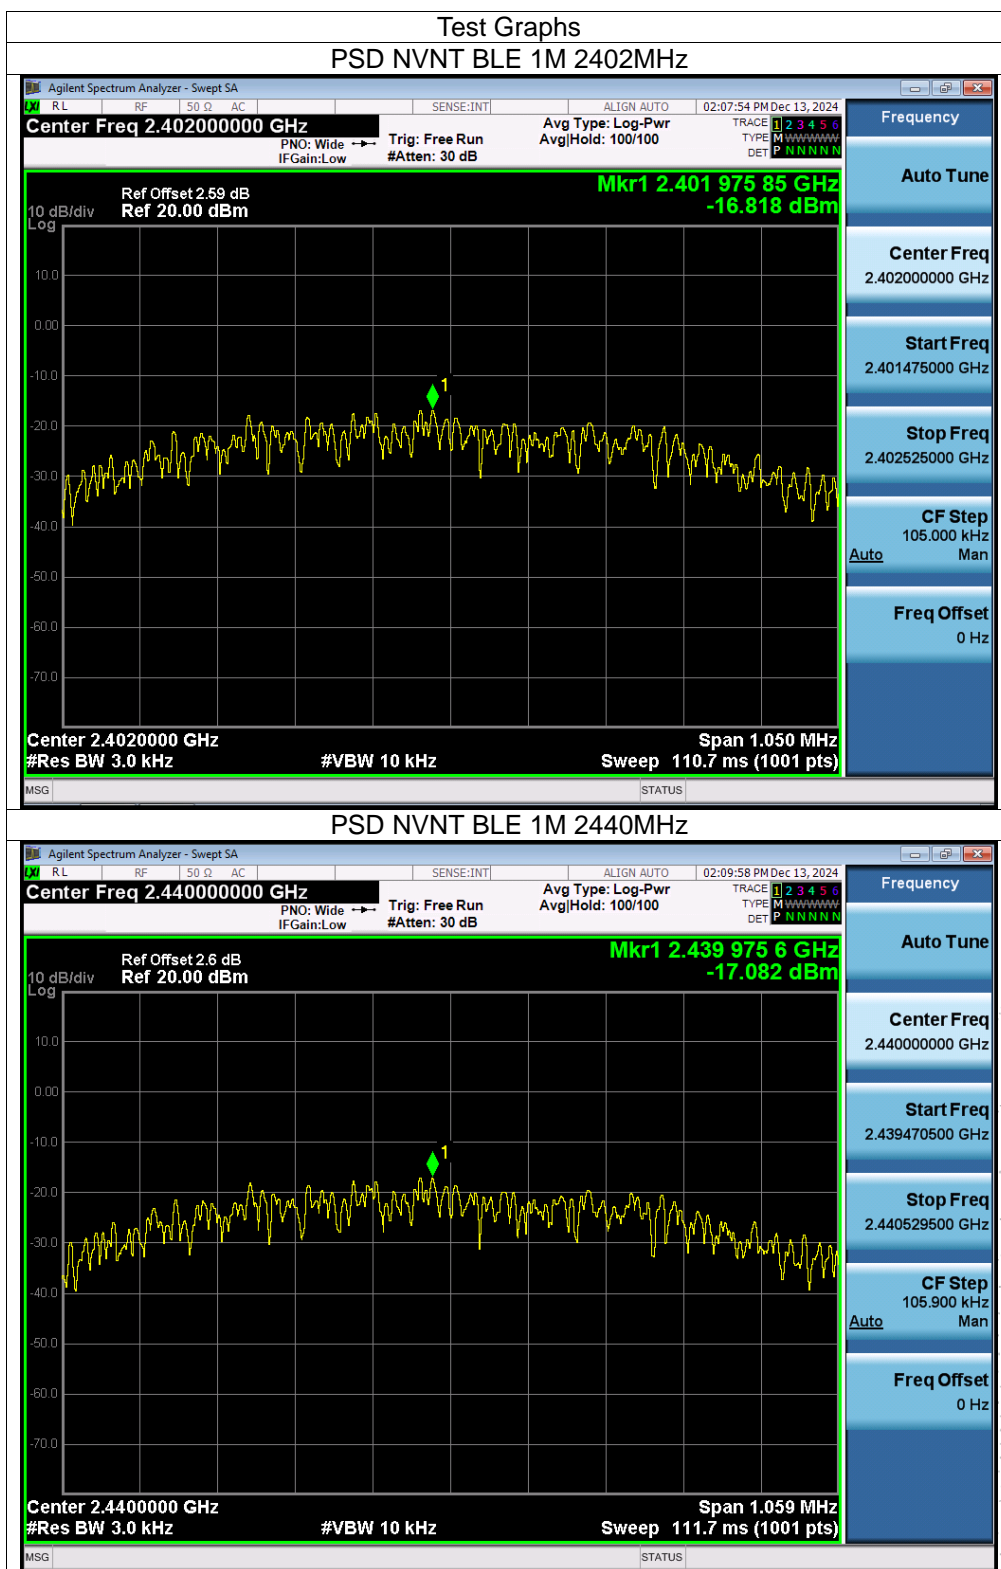 Test Graphs
PSD NVNT BLE 1M 2402MHz
Agilent Spectrum Analyzer - Swept SA
LXI RL RF 50 Ω AC SENSE:INT ALIGN AUTO 02:07:54 PM Dec 13, 2024
Center Freq 2.402000000 GHz
PNO: Wide
IFGain:Low
Trig: Free Run
#Atten: 30 dB
Avg Type: Log-Pwr
Avg|Hold: 100/100
TRACE 1 2 3 4 5 6
TYPE M WWWWW
DET P N N N N N
Frequency
Mkr1 2.401 975 85 GHz
-16.818 dBm
Ref Offset 2.59 dB
10 dB/div Ref 20.00 dBm
Log
10.0
0.00
-10.0
-20.0
-30.0
-40.0
-50.0
-60.0
-70.0
1
Center 2.4020000 GHz Span 1.050 MHz
#Res BW 3.0 kHz #VBW 10 kHz Sweep 110.7 ms (1001 pts)
Auto Tune
Center Freq
2.402000000 GHz
Start Freq
2.401475000 GHz
Stop Freq
2.402525000 GHz
CF Step
105.000 kHz
Auto Man
Freq Offset
0 Hz
MSG STATUS
PSD NVNT BLE 1M 2440MHz
Agilent Spectrum Analyzer - Swept SA
LXI RL RF 50 Ω AC SENSE:INT ALIGN AUTO 02:09:58 PM Dec 13, 2024
Center Freq 2.440000000 GHz
PNO: Wide
IFGain:Low
Trig: Free Run
#Atten: 30 dB
Avg Type: Log-Pwr
Avg|Hold: 100/100
TRACE 1 2 3 4 5 6
TYPE M WWWWW
DET P N N N N N
Frequency
Mkr1 2.439 975 6 GHz
-17.082 dBm
Ref Offset 2.6 dB
10 dB/div Ref 20.00 dBm
Log
10.0
0.00
-10.0
-20.0
-30.0
-40.0
-50.0
-60.0
-70.0
1
Center 2.4400000 GHz Span 1.059 MHz
#Res BW 3.0 kHz #VBW 10 kHz Sweep 111.7 ms (1001 pts)
Auto Tune
Center Freq
2.440000000 GHz
Start Freq
2.439470500 GHz
Stop Freq
2.440529500 GHz
CF Step
105.900 kHz
Auto Man
Freq Offset
0 Hz
MSG STATUS